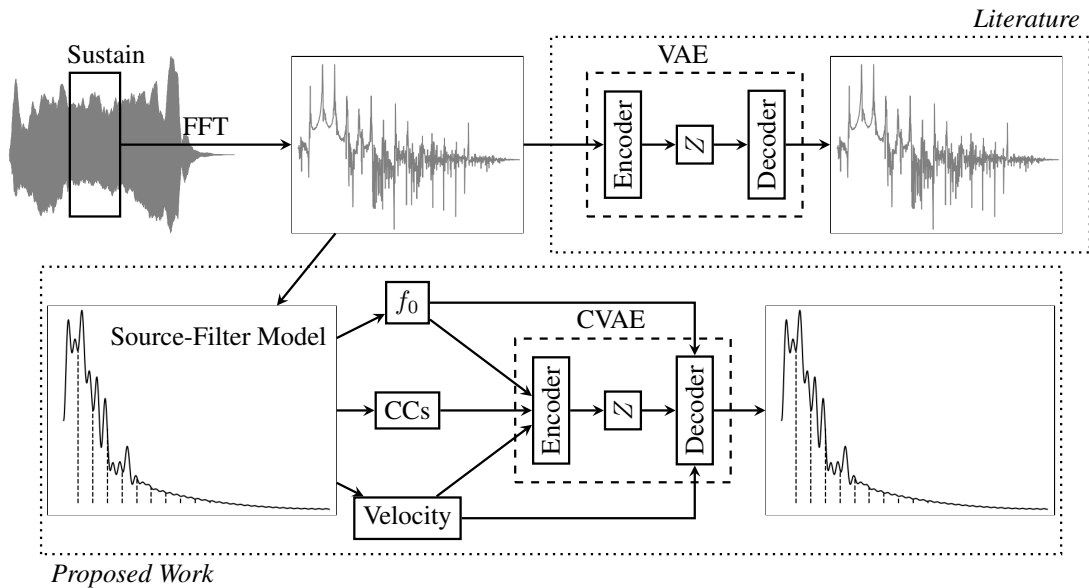 Literature
Sustain
VAE
FFT
Encoder
Z
Decoder
f₀
CVAE
Source-Filter Model
CCs
Encoder
Z
Decoder
Velocity
Proposed Work